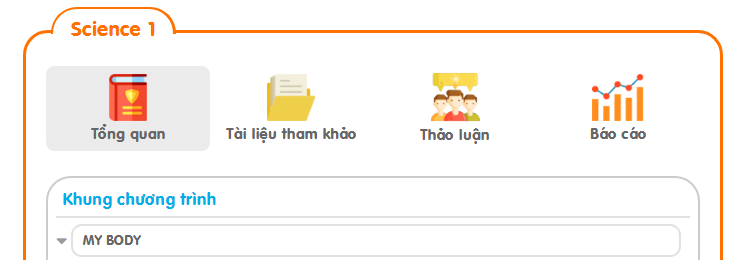 Science 1
Tổng quan
Tài liệu tham khảo
Thảo luận
Báo cáo
Khung chương trình
MY BODY